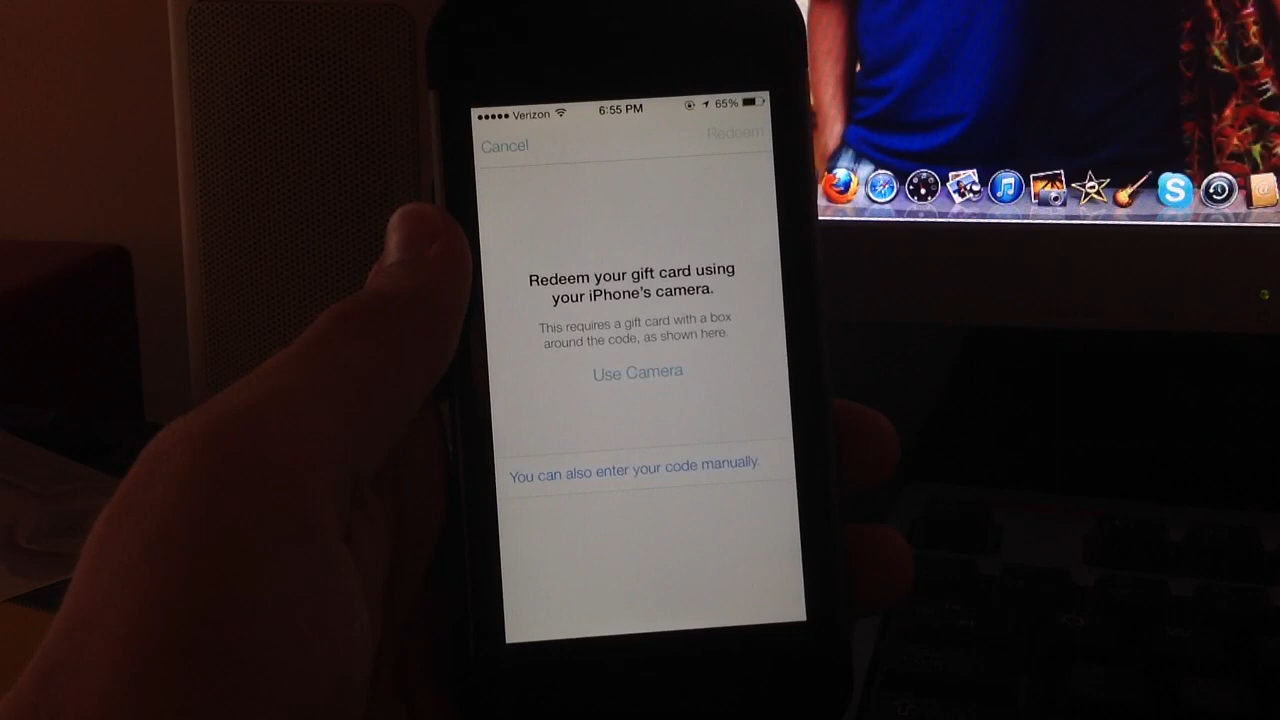 Verizon 6:55 PM 65%
Cancel Redeem
Redeem your gift card using
your iPhone's camera.
This requires a gift card with a box
around the code, as shown here.
Use Camera
You can also enter your code manually.